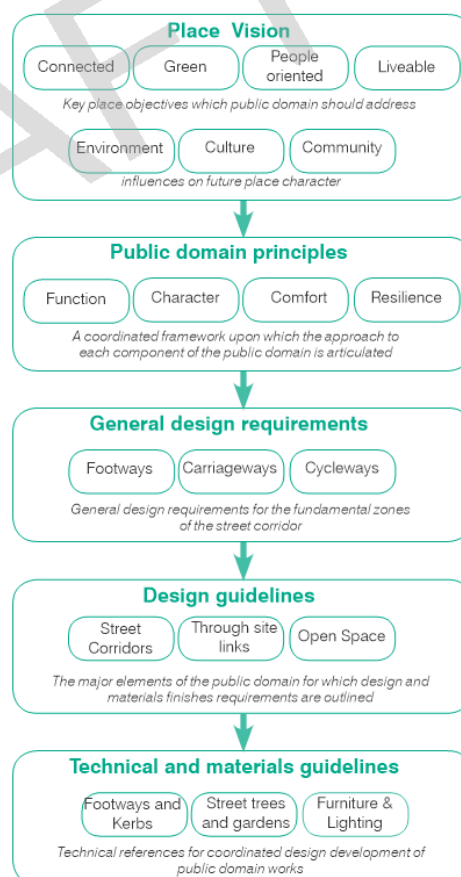 Place Vision
Connected
Green
People
oriented
Liveable
Key place objectives which public domain should address
Environment
Culture
Community
influences on future place character
Public domain principles
Function
Character
Comfort
Resilience
A coordinated framework upon which the approach to
each component of the public domain is articulated
General design requirements
Footways
Carriageways
Cycleways
General design requirements for the fundamental zones
of the street corridor
Design guidelines
Street
Corridors
Through site
links
Open Space
The major elements of the public domain for which design and
materials finishes requirements are outlined
Technical and materials guidelines
Footways and
Kerbs
Street trees
and gardens
Furniture &
Lighting
Technical references for coordinated design development of
public domain works